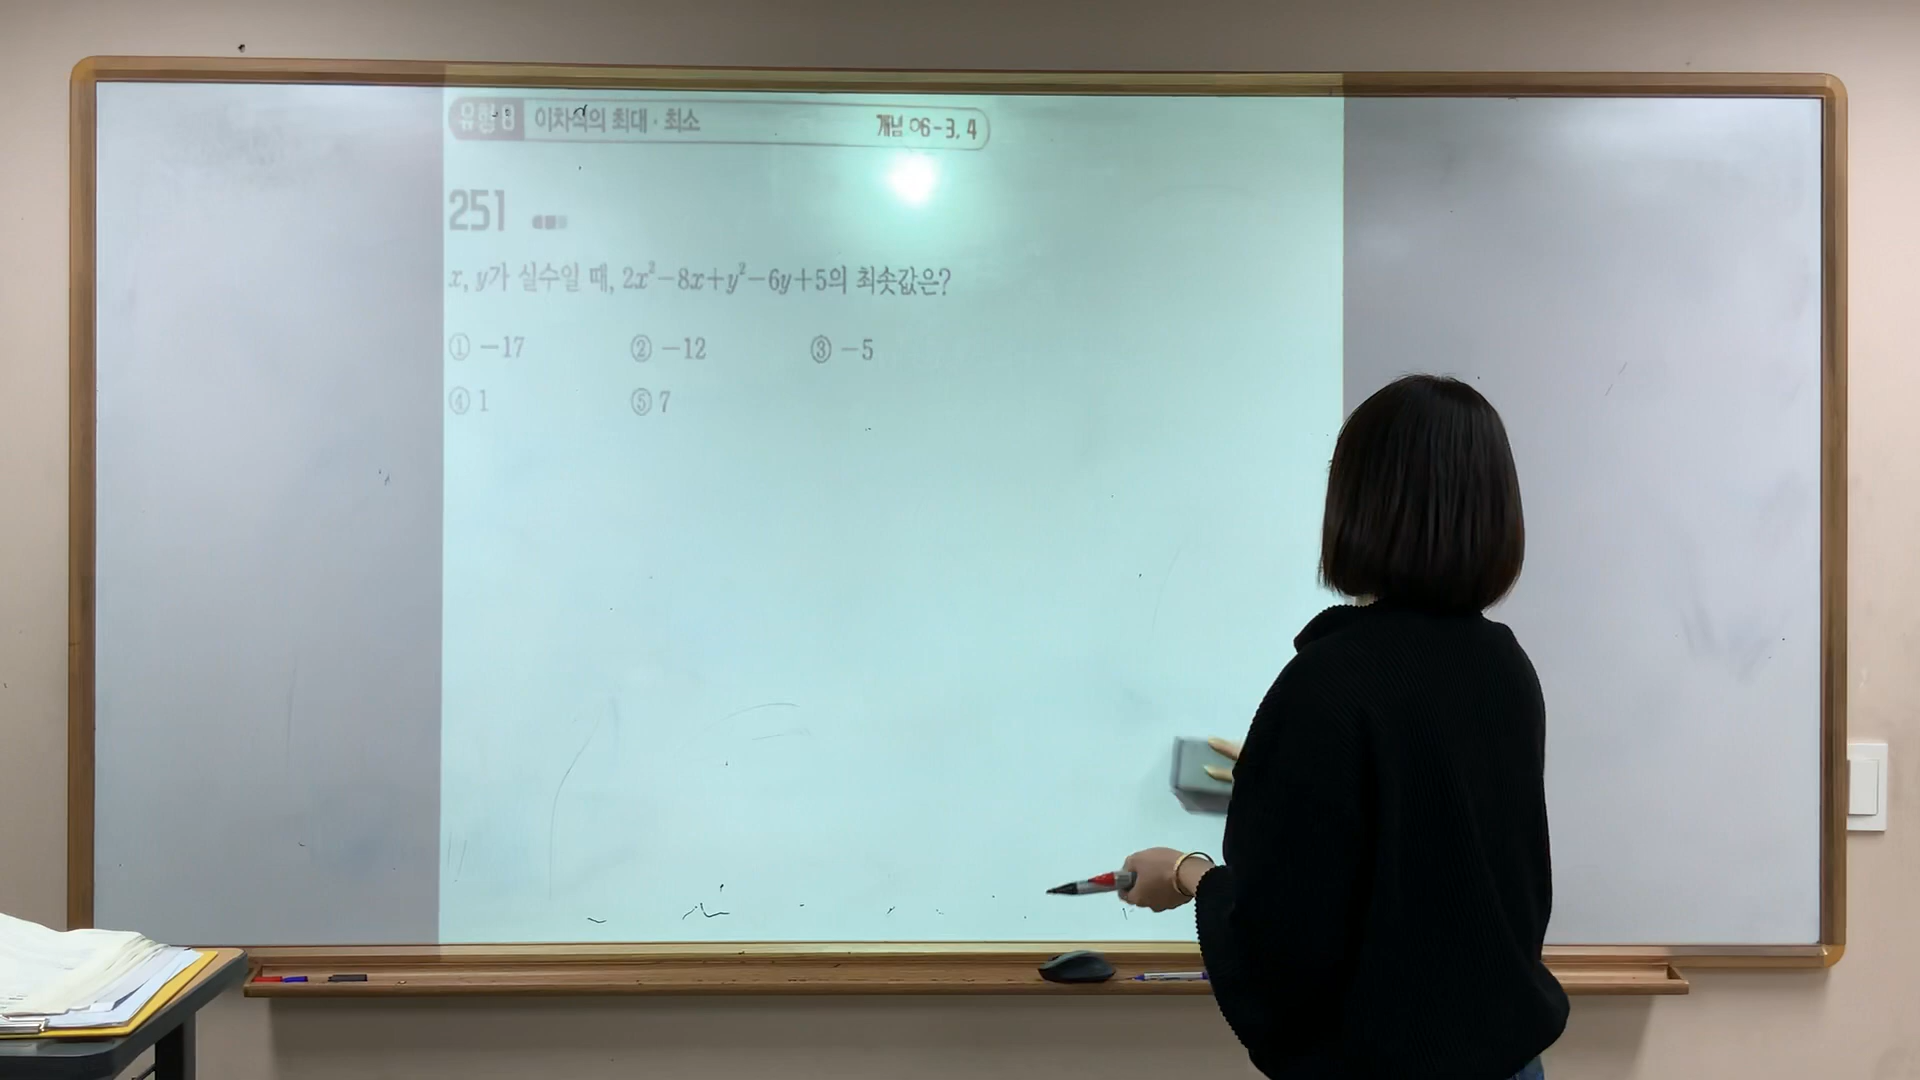 유형 8 이차식의 최대 · 최소 개념 06-3, 4
251
x, y가 실수일 때, 2x²-8x+y²-6y+5의 최솟값은?
① -17 ② -12 ③ -5
④ 1 ⑤ 7